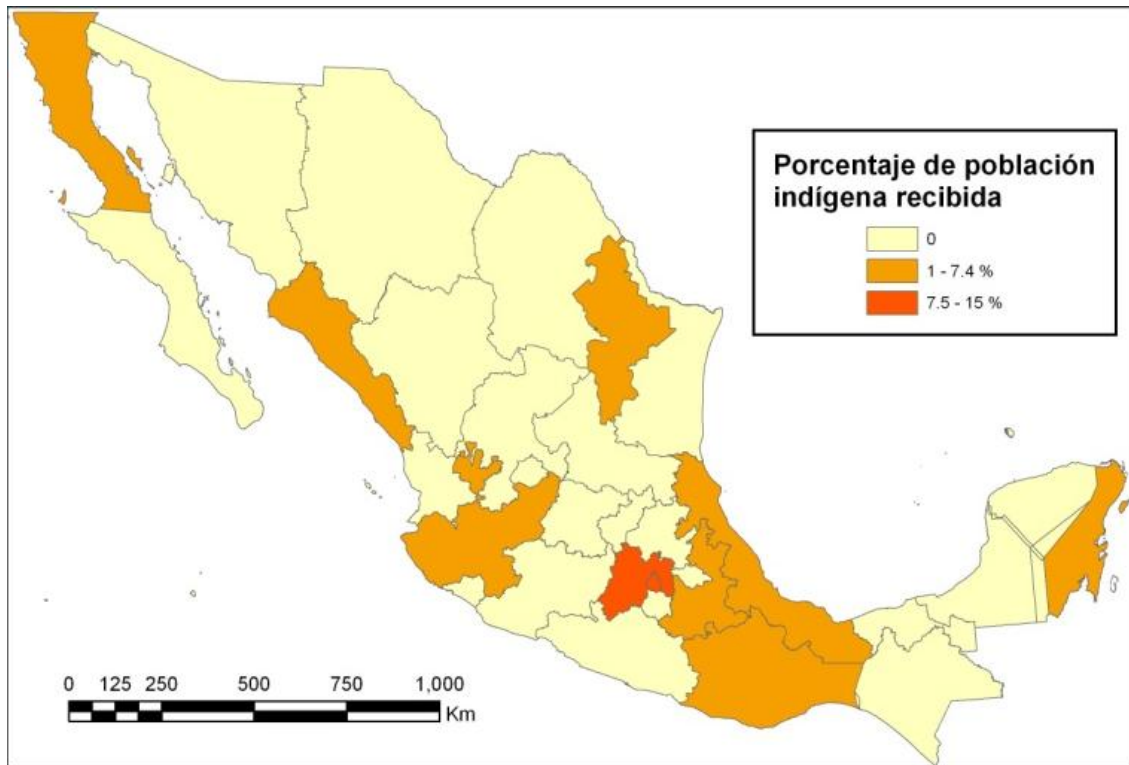 Porcentaje de población
indígena recibida
0
1 - 7.4 %
7.5 - 15 %
0 125 250 500 750 1,000
Km